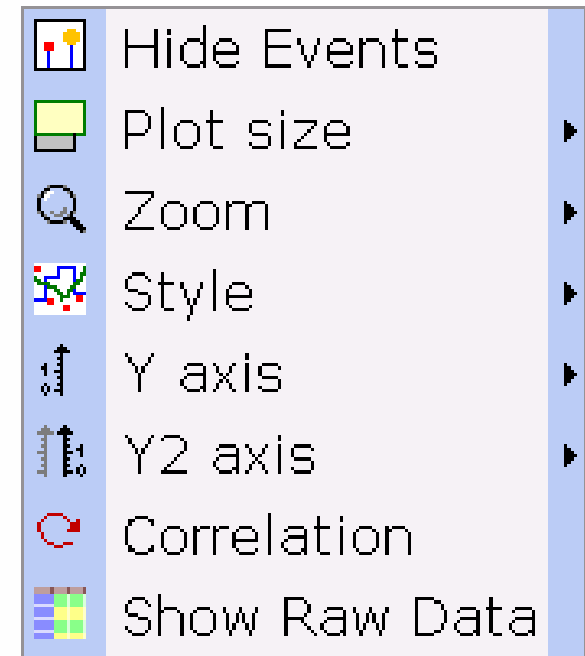 Hide Events
Plot size
Zoom
Style
Y axis
Y2 axis
Correlation
Show Raw Data